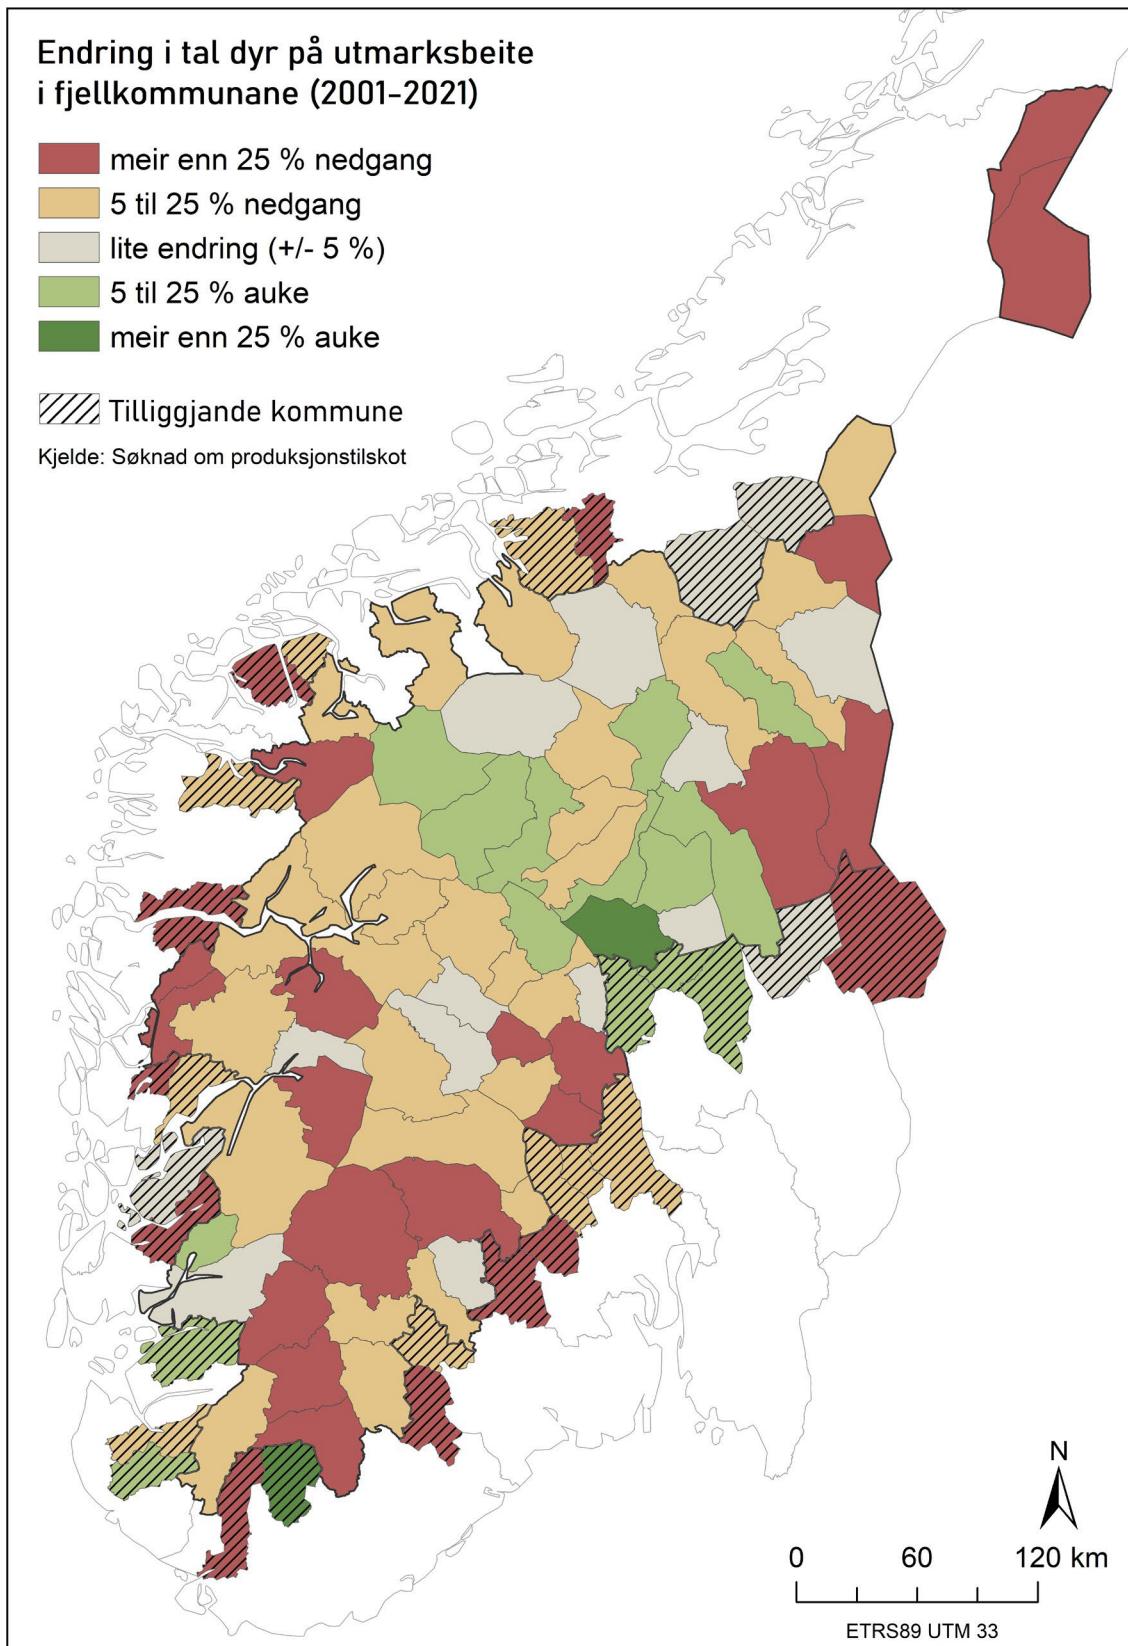 Endring i tal dyr på utmarksbeite
i fjellkommunane (2001-2021)
meir enn 25 % nedgang
5 til 25 % nedgang
lite endring (+/- 5 %)
5 til 25 % auke
meir enn 25 % auke
Tilliggjande kommune
Kjelde: Søknad om produksjonstilskot
N
0 60 120 km
ETRS89 UTM 33